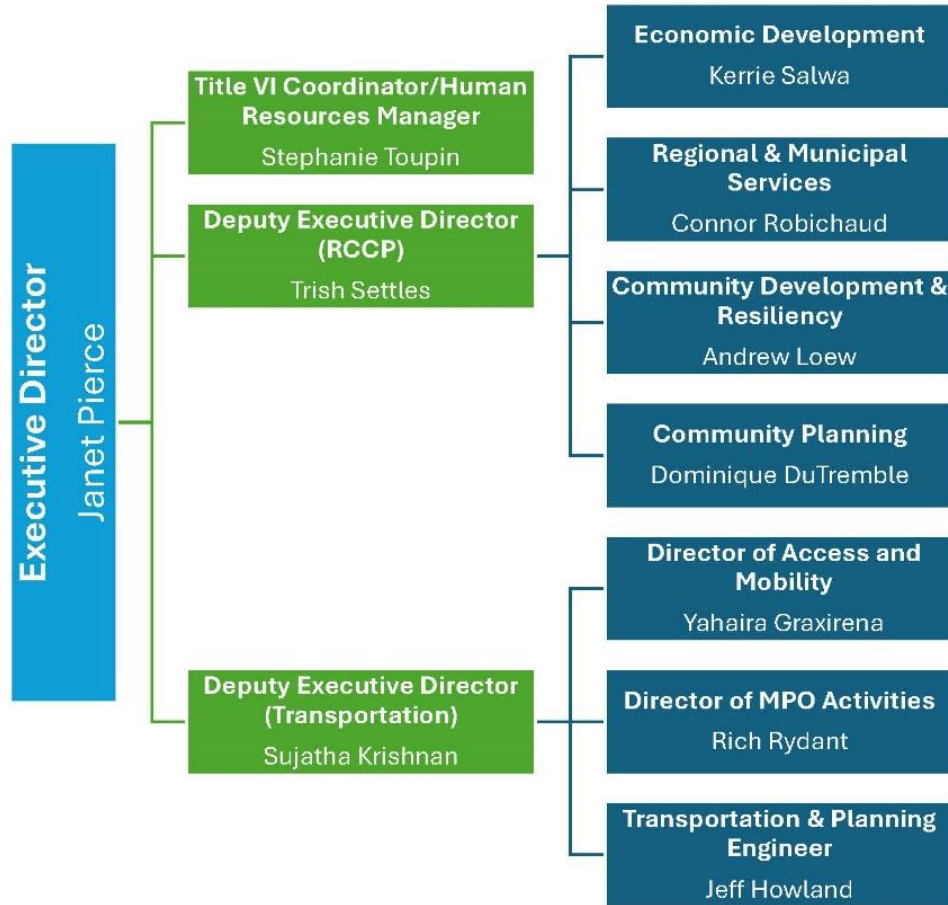 Executive Director
Janet Pierce
Title VI Coordinator/Human
Resources Manager
Stephanie Toupin
Deputy Executive Director
(RCCP)
Trish Settles
Economic Development
Kerrie Salwa
Regional & Municipal
Services
Connor Robichaud
Community Development &
Resiliency
Andrew Loew
Community Planning
Dominique DuTremble
Deputy Executive Director
(Transportation)
Sujatha Krishnan
Director of Access and
Mobility
Yahaira Graxirena
Director of MPO Activities
Rich Rydant
Transportation & Planning
Engineer
Jeff Howland